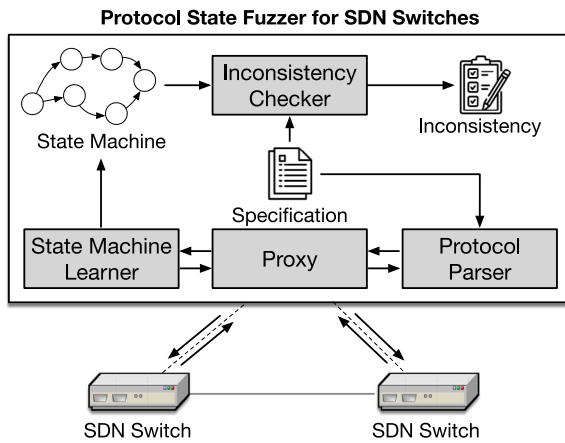 Protocol State Fuzzer for SDN Switches
Inconsistency
Checker
State Machine
Inconsistency
Specification
State Machine
Learner
Proxy
Protocol
Parser
SDN Switch
SDN Switch